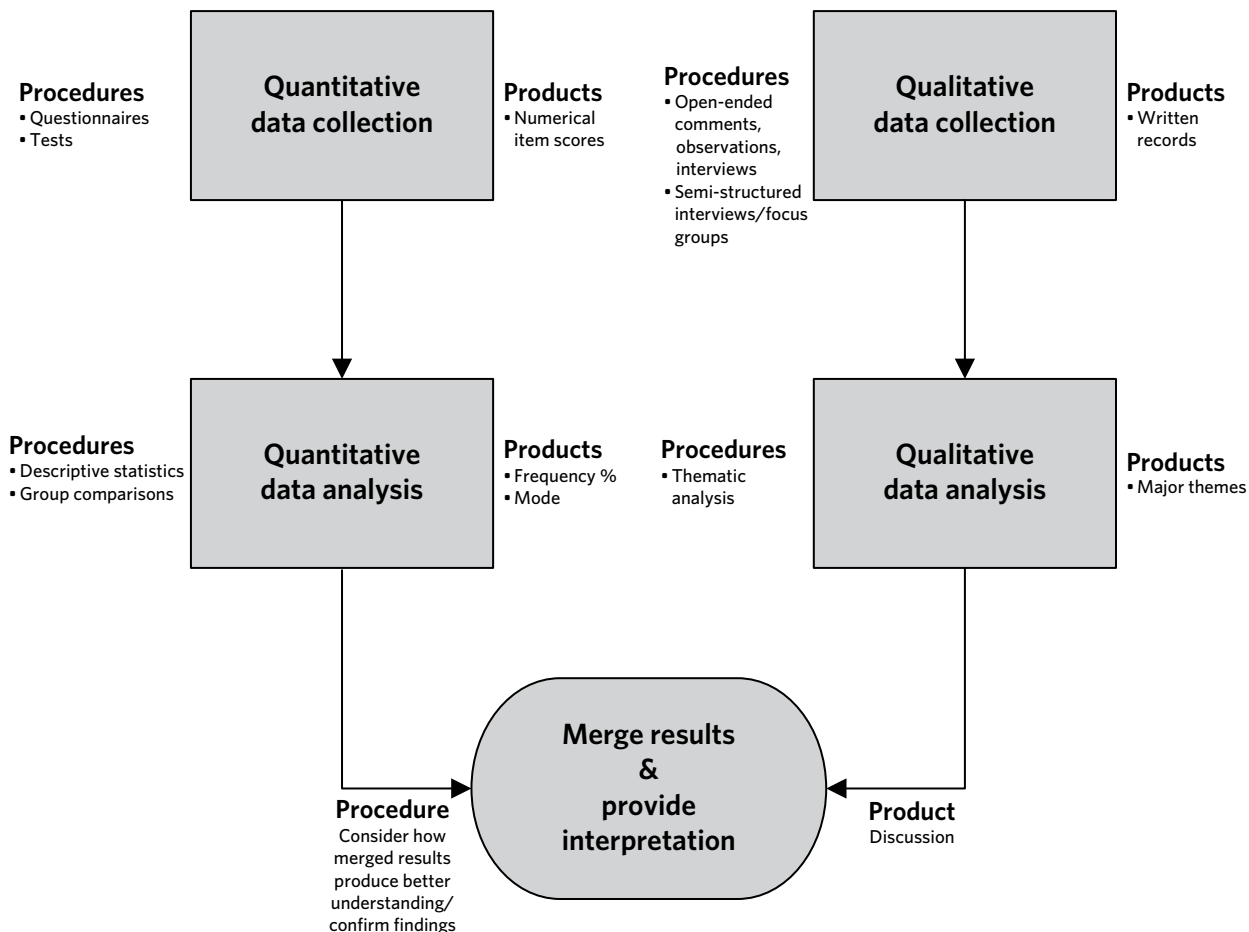 Procedures
▪ Questionnaires
▪ Tests
Quantitative
data collection
Products
▪ Numerical
item scores
Procedures
▪ Open-ended
comments,
observations,
interviews
▪ Semi-structured
interviews/focus
groups
Qualitative
data collection
Products
▪ Written
records
Procedures
▪ Descriptive statistics
▪ Group comparisons
Quantitative
data analysis
Products
▪ Frequency %
▪ Mode
Procedures
▪ Thematic
analysis
Qualitative
data analysis
Products
▪ Major themes
Merge results
&
provide
interpretation
Procedure
Consider how
merged results
produce better
understanding/
confirm findings
Product
Discussion